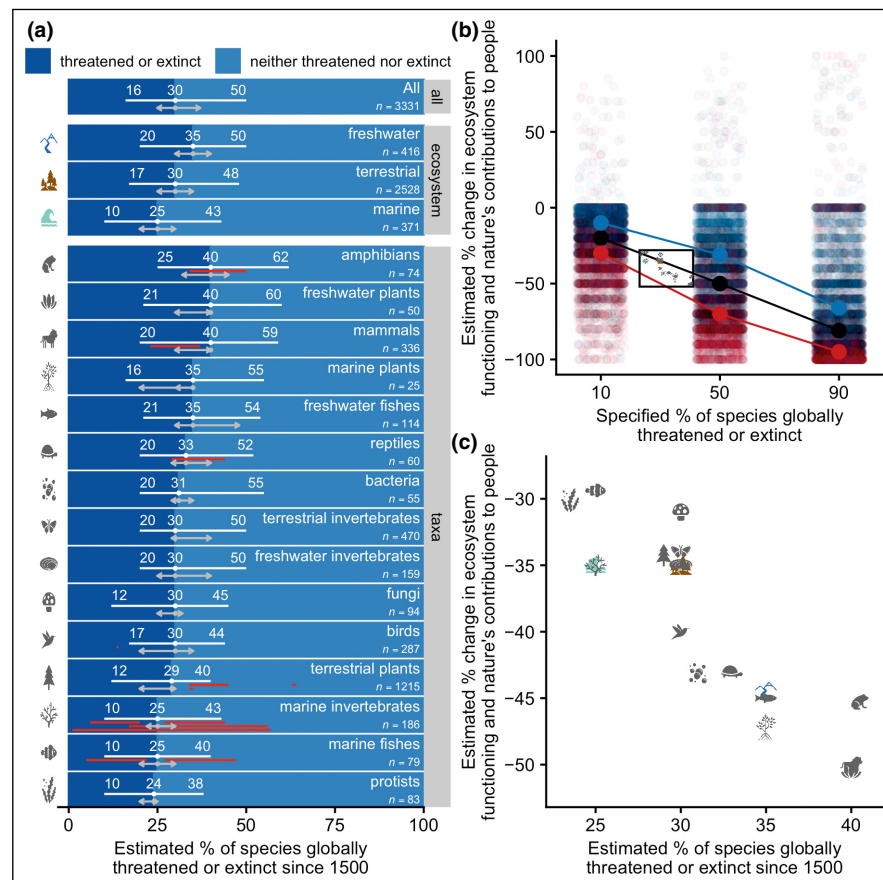 (a)
threatened or extinct
neither threatened nor extinct
16 30 50 All
n = 3331
all
20 35 50 freshwater
n = 416
17 30 48 terrestrial
n = 2528
10 25 43 marine
n = 371
ecosystem
25 40 62 amphibians
n = 74
21 40 60 freshwater plants
n = 50
20 40 59 mammals
n = 336
16 35 55 marine plants
n = 25
21 35 54 freshwater fishes
n = 114
20 33 52 reptiles
n = 60
20 31 55 bacteria
n = 55
20 30 50 terrestrial invertebrates
n = 470
20 30 50 freshwater invertebrates
n = 159
12 30 45 fungi
n = 94
17 30 44 birds
n = 287
12 29 40 terrestrial plants
n = 1215
10 25 43 marine invertebrates
n = 186
10 25 40 marine fishes
n = 79
10 24 38 protists
n = 83
taxa
0 25 50 75 100
Estimated % of species globally
threatened or extinct since 1500
(b)
Estimated % change in ecosystem
functioning and nature's contributions to people
100
50
0
−50
−100
10 50 90
Specified % of species globally
threatened or extinct
(c)
Estimated % change in ecosystem
functioning and nature's contributions to people
−30
−35
−40
−45
−50
25 30 35 40
Estimated % of species globally
threatened or extinct since 1500